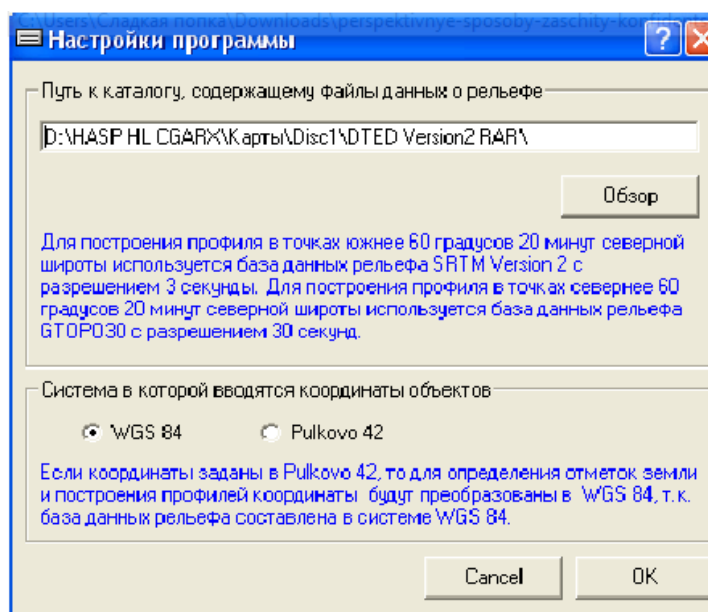 C:\Users\Сладкая попка\Downloads\perspektivnye-sposoby-zaschity-konfid
Настройки программы
Путь к каталогу, содержащему файлы данных о рельефе
D:\HASP HL CGARX\Карты\Disc1\DTED Version2 RAR\
Обзор
Для построения профиля в точках южнее 60 градусов 20 минут северной
широты используется база данных рельефа SRTM Version 2 с
разрешением 3 секунды. Для построения профиля в точках севернее 60
градусов 20 минут северной широты используется база данных рельефа
GTOPO30 с разрешением 30 секунд.
Система в которой вводятся координаты объектов
WGS 84 Pulkovo 42
Если координаты заданы в Pulkovo 42, то для определения отметок земли
и построения профилей координаты будут преобразованы в WGS 84, т.к.
база данных рельефа составлена в системе WGS 84.
Cancel OK